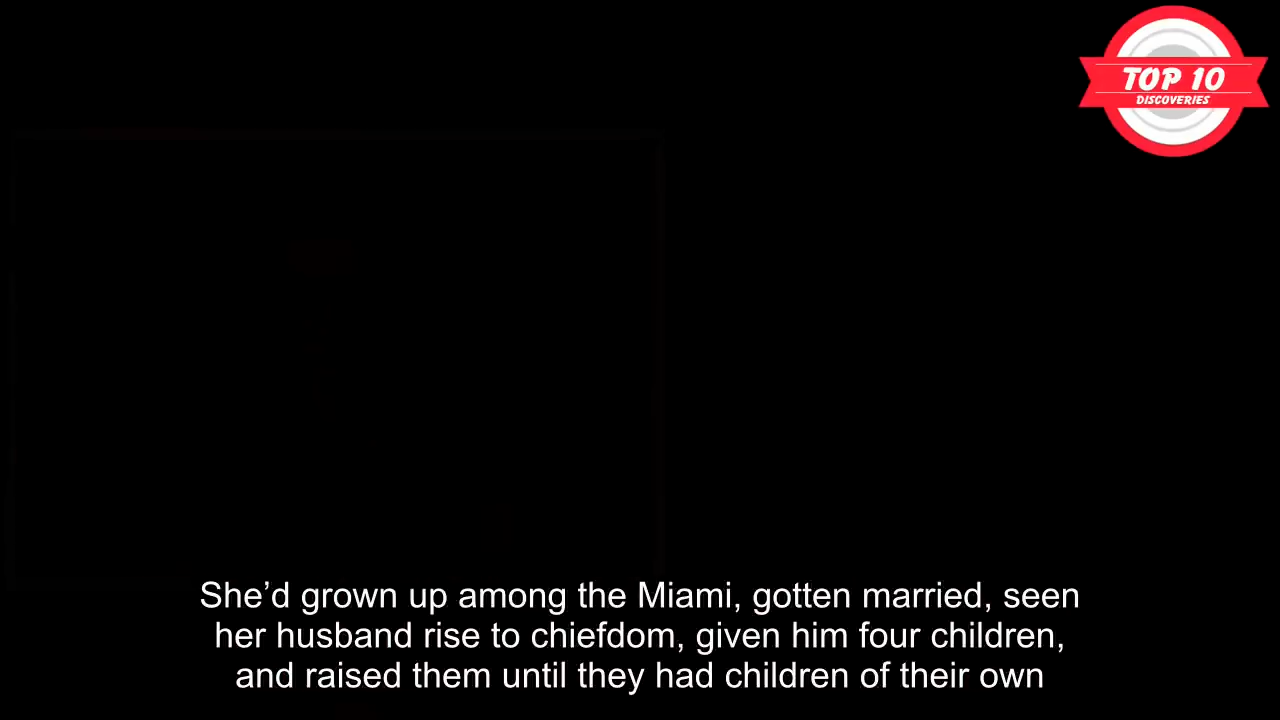 TOP 10
DISCOVERIES
She’d grown up among the Miami, gotten married, seen
her husband rise to chiefdom, given him four children,
and raised them until they had children of their own